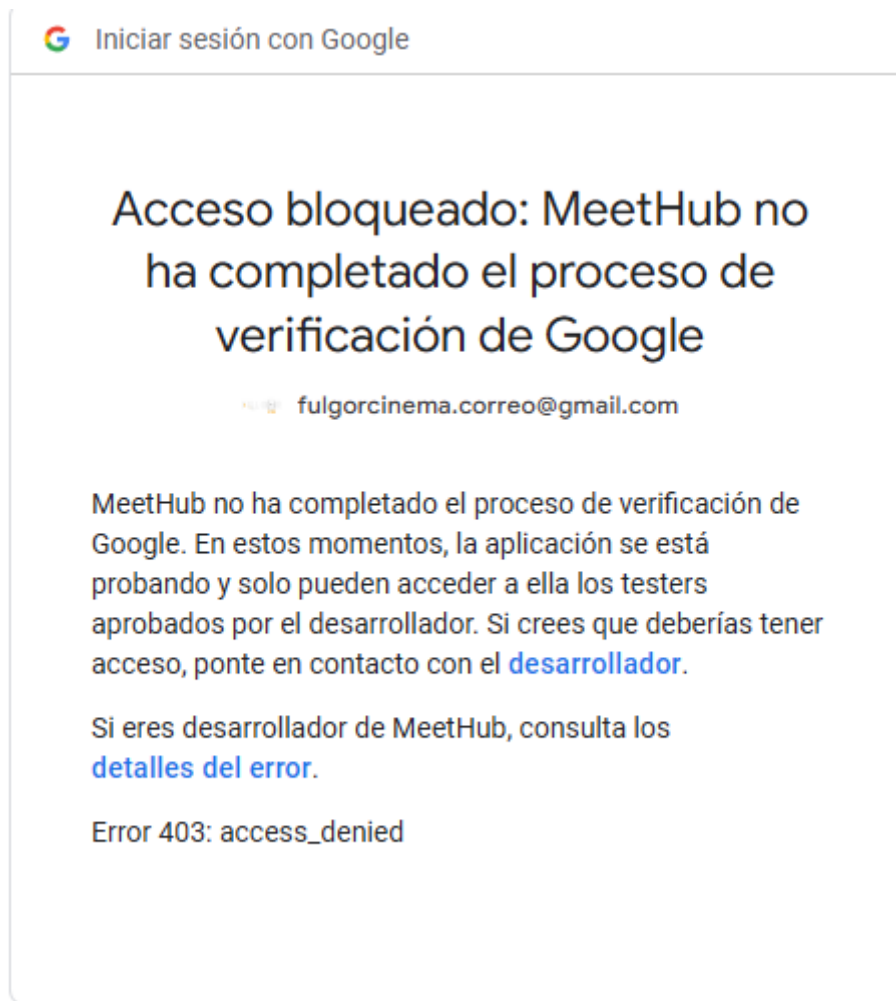 Iniciar sesión con Google
Acceso bloqueado: MeetHub no
ha completado el proceso de
verificación de Google
fulgorcinema.correo@gmail.com
MeetHub no ha completado el proceso de verificación de
Google. En estos momentos, la aplicación se está
probando y solo pueden acceder a ella los testers
aprobados por el desarrollador. Si crees que deberías tener
acceso, ponte en contacto con el desarrollador.
Si eres desarrollador de MeetHub, consulta los
detalles del error.
Error 403: access_denied